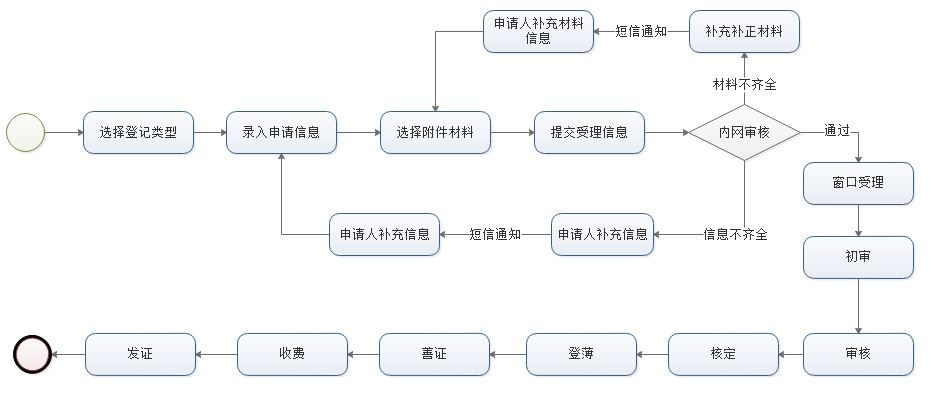 申请人补充材料
信息
短信通知
补充补正材料
材料不齐全
选择登记类型
录入申请信息
选择附件材料
提交受理信息
内网审核
通过
窗口受理
申请人补充信息
短信通知
申请人补充信息
信息不齐全
初审
发证
收费
善证
登薄
核定
审核